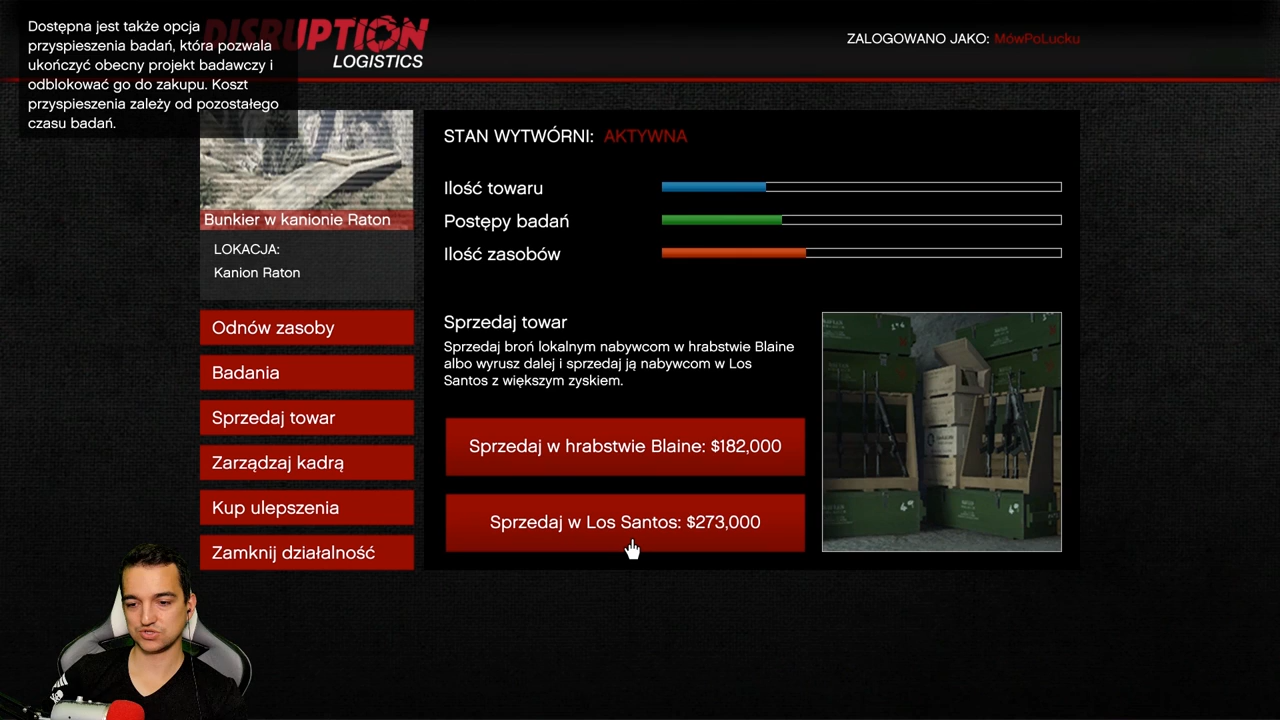 Dostępna jest także opcja
przyspieszenia badań, która pozwala
ukończyć obecny projekt badawczy i
odblokować go do zakupu. Koszt
przyspieszenia zależy od pozostałego
czasu badań.
DISRUPTION
LOGISTICS
ZALOGOWANO JAKO: MówPoLucku
Bunkier w kanionie Raton
LOKACJA:
Kanion Raton
Odnów zasoby
Badania
Sprzedaj towar
Zarządzaj kadrą
Kup ulepszenia
Zamknij działalność
STAN WYTWÓRNI: AKTYWNA
Ilość towaru
Postępy badań
Ilość zasobów
Sprzedaj towar
Sprzedaj broń lokalnym nabywcom w hrabstwie Blaine
albo wyrusz dalej i sprzedaj ją nabywcom w Los
Santos z większym zyskiem.
Sprzedaj w hrabstwie Blaine: $182,000
Sprzedaj w Los Santos: $273,000